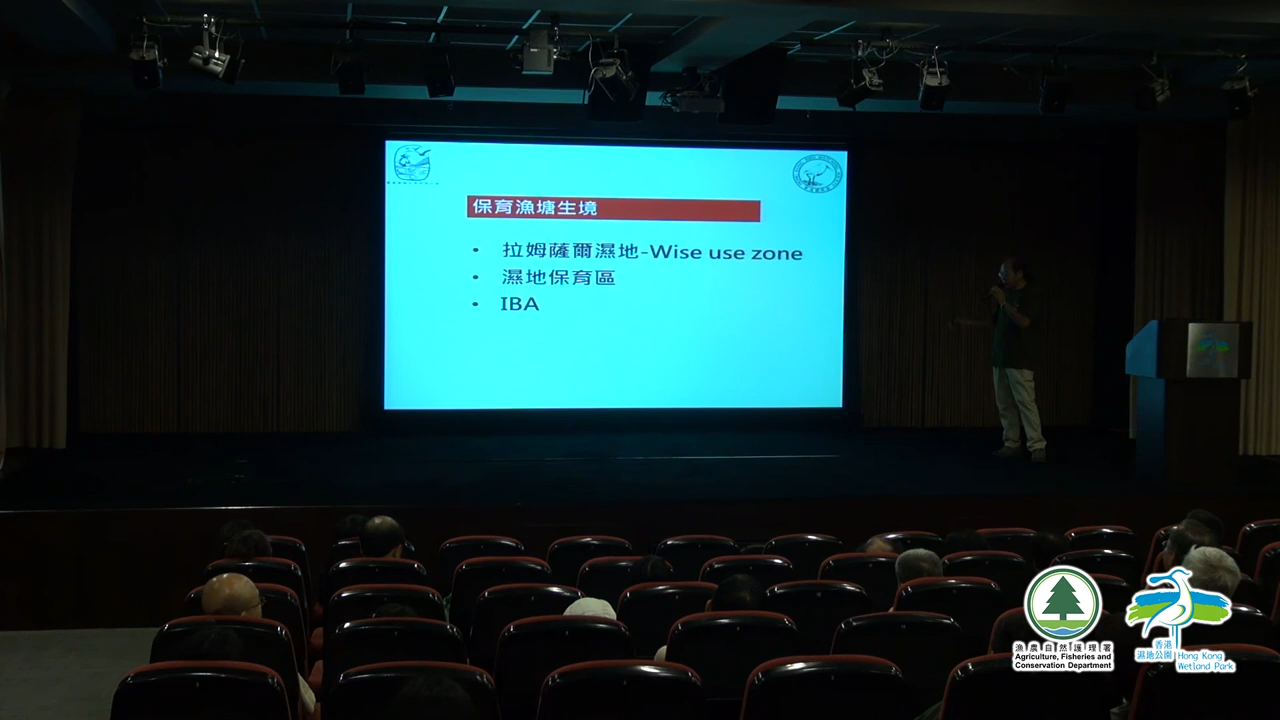 保育漁塘生境
• 拉姆薩爾濕地-Wise use zone
• 濕地保育區
• IBA
漁農自然護理署
Agriculture, Fisheries and
Conservation Department
香港
濕地公園
Hong Kong
Wetland Park